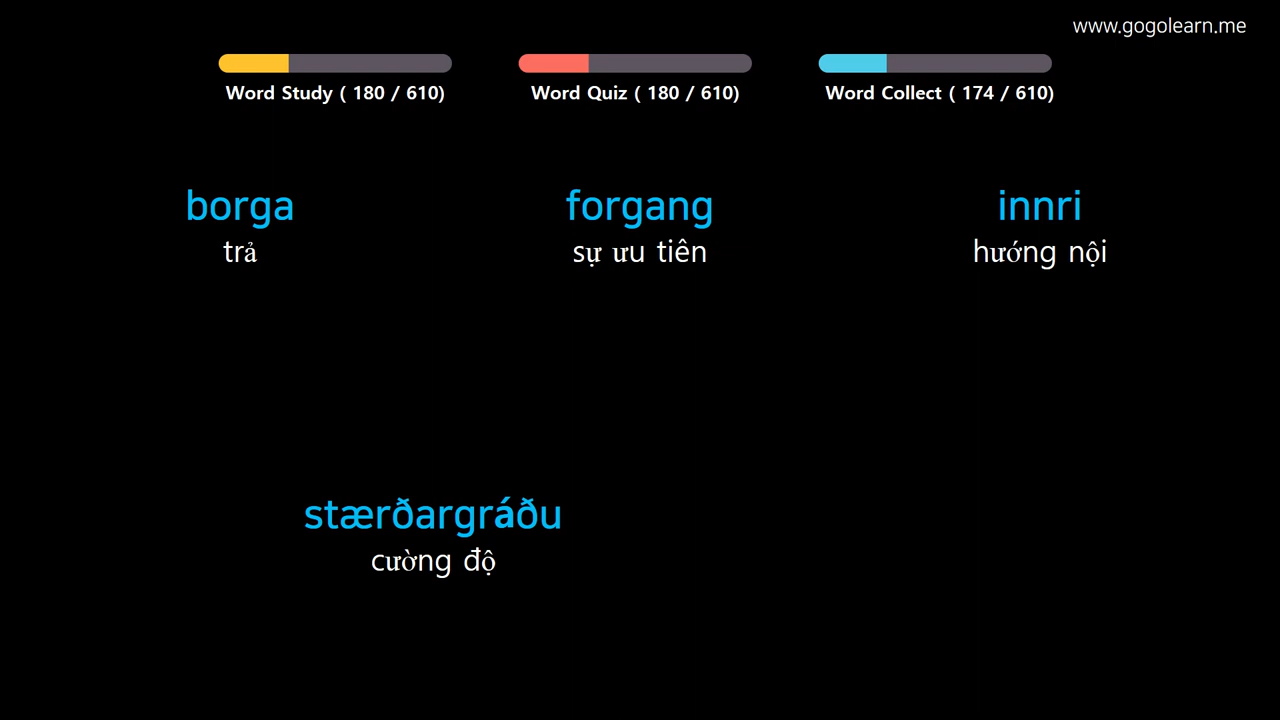 www.gogolearn.me
Word Study ( 180 / 610)
Word Quiz ( 180 / 610)
Word Collect ( 174 / 610)
borga
trả
forgang
sự ưu tiên
innri
hướng nội
stærðargráðu
cường độ